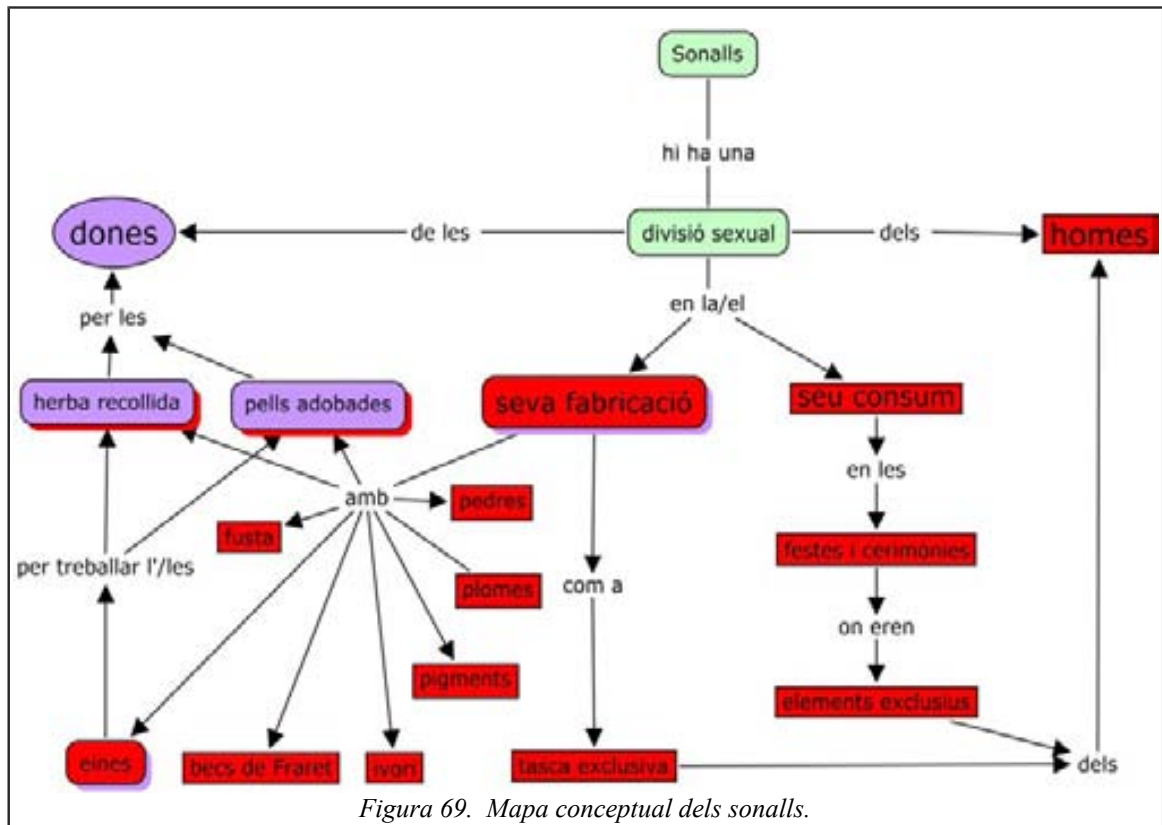 Sonalls
hi ha una
dones
de les
divisió sexual
dels
homes
per les
en la/el
herba recollida
pells adobades
seva fabricació
seu consum
amb
pedres
en les
fusta
festes i cerimònies
per treballar l'/les
plomes
com a
on eren
pigments
elements exclusius
eines
becs de Fraret
ivori
tasca exclusiva
dels
Figura 69. Mapa conceptual dels sonalls.